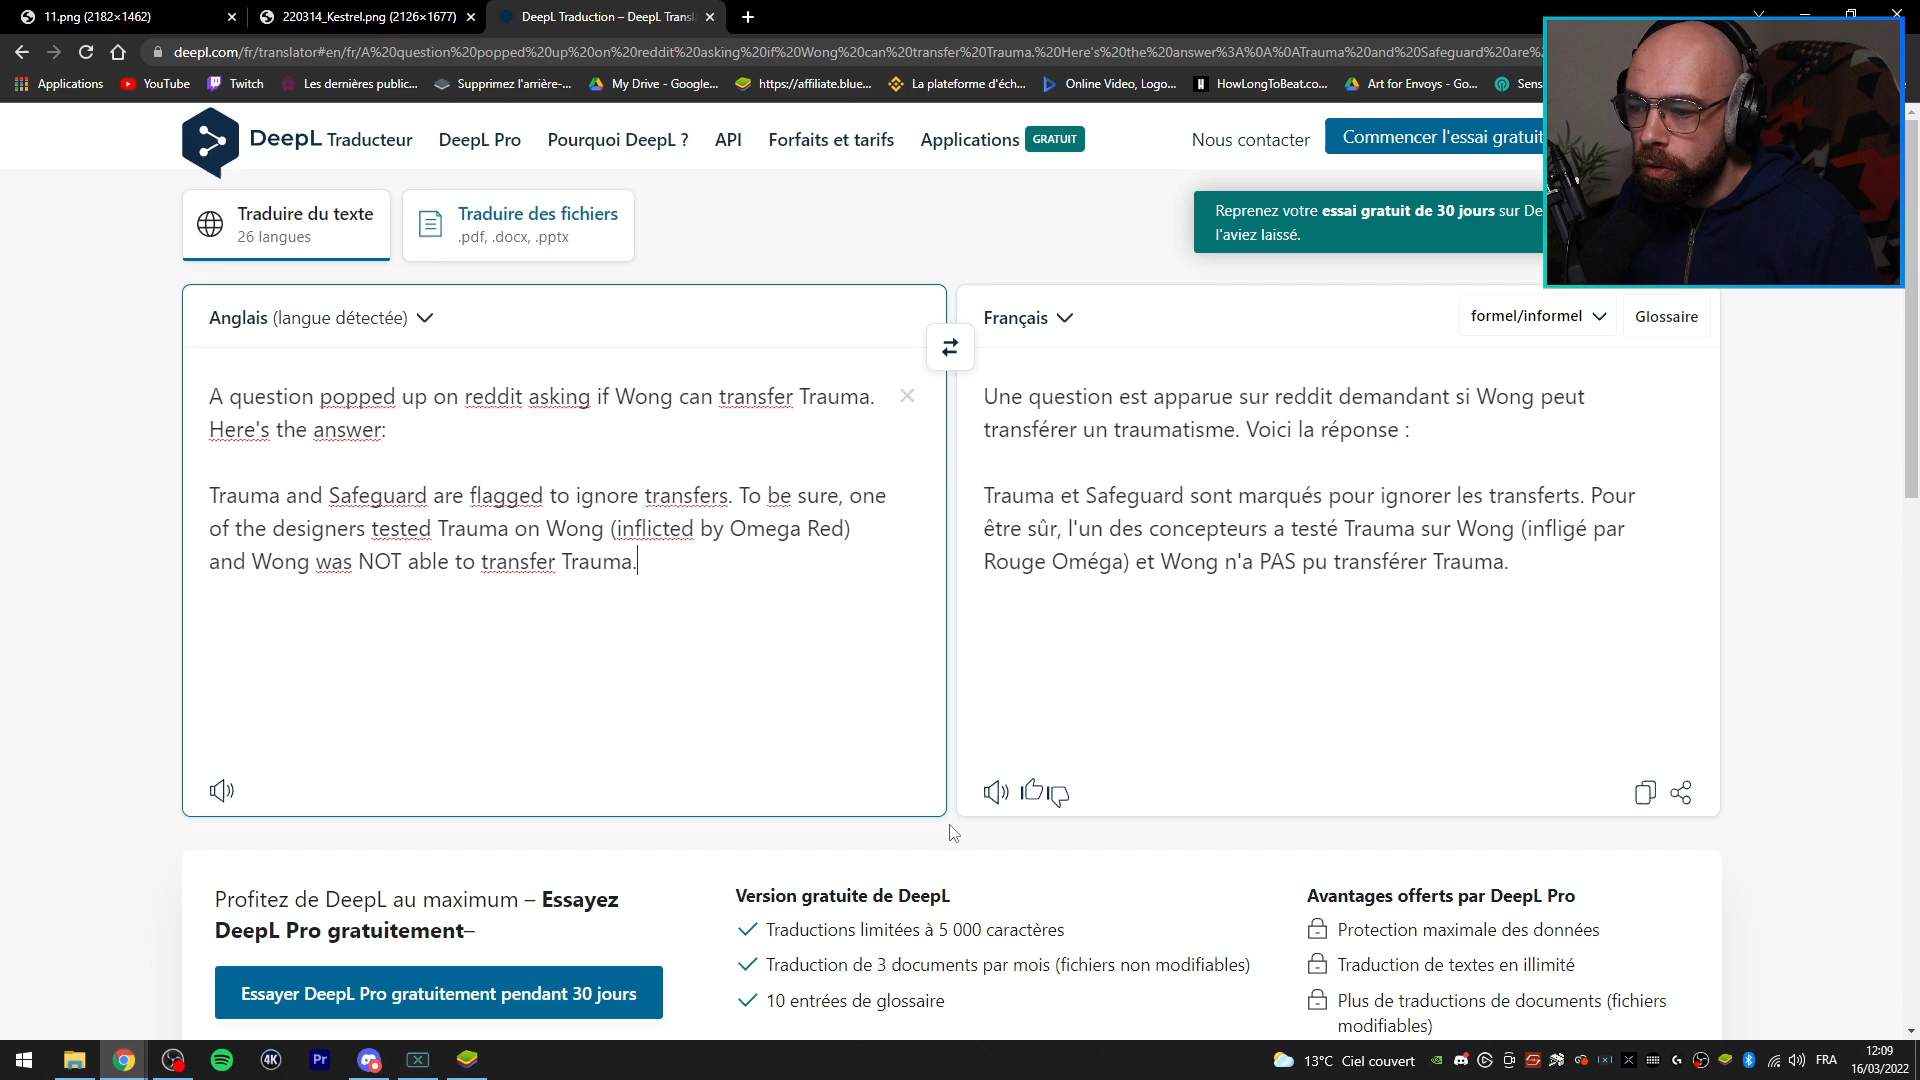 11.png (2182×1462)
220314_Kestrel.png (2126×1677)
DeepL Traduction – DeepL Transl
deepl.com/fr/translator#en/fr/A%20question%20popped%20up%20on%20reddit%20asking%20if%20Wong%20can%20transfer%20Trauma.%20Here's%20the%20answer%3A%0A%0ATrauma%20and%20Safeguard%20are%
Applications
YouTube
Twitch
Les dernières public...
Supprimez l'arrière-...
My Drive - Google...
https://affiliate.blue...
La plateforme d'éch...
Online Video, Logo...
HowLongToBeat.co...
Art for Envoys - Go...
Sens
DeepL Traducteur
DeepL Pro
Pourquoi DeepL ?
API
Forfaits et tarifs
Applications GRATUIT
Nous contacter
Commencer l'essai gratuit
Traduire du texte
26 langues
Traduire des fichiers
.pdf, .docx, .pptx
Reprenez votre essai gratuit de 30 jours sur De
l'aviez laissé.
Anglais (langue détectée)
Français
formel/informel
Glossaire
A question popped up on reddit asking if Wong can transfer Trauma.
Here's the answer:
Trauma and Safeguard are flagged to ignore transfers. To be sure, one
of the designers tested Trauma on Wong (inflicted by Omega Red)
and Wong was NOT able to transfer Trauma.
Une question est apparue sur reddit demandant si Wong peut
transférer un traumatisme. Voici la réponse :
Trauma et Safeguard sont marqués pour ignorer les transferts. Pour
être sûr, l'un des concepteurs a testé Trauma sur Wong (infligé par
Rouge Oméga) et Wong n'a PAS pu transférer Trauma.
Profitez de DeepL au maximum – Essayez
DeepL Pro gratuitement–
Essayer DeepL Pro gratuitement pendant 30 jours
Version gratuite de DeepL
Traductions limitées à 5 000 caractères
Traduction de 3 documents par mois (fichiers non modifiables)
10 entrées de glossaire
Avantages offerts par DeepL Pro
Protection maximale des données
Traduction de textes en illimité
Plus de traductions de documents (fichiers
modifiables)
4K
Pr
13°C Ciel couvert
FRA
12:09
16/03/2022